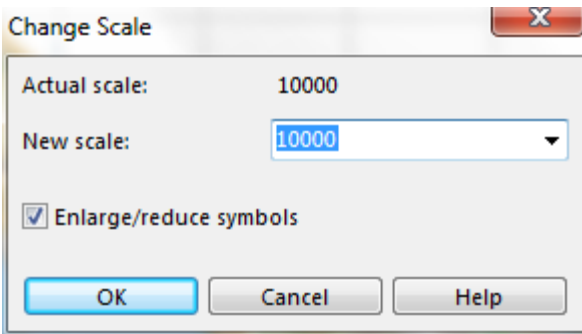 Change Scale
Actual scale: 10000
New scale: 10000
Enlarge/reduce symbols
OK Cancel Help